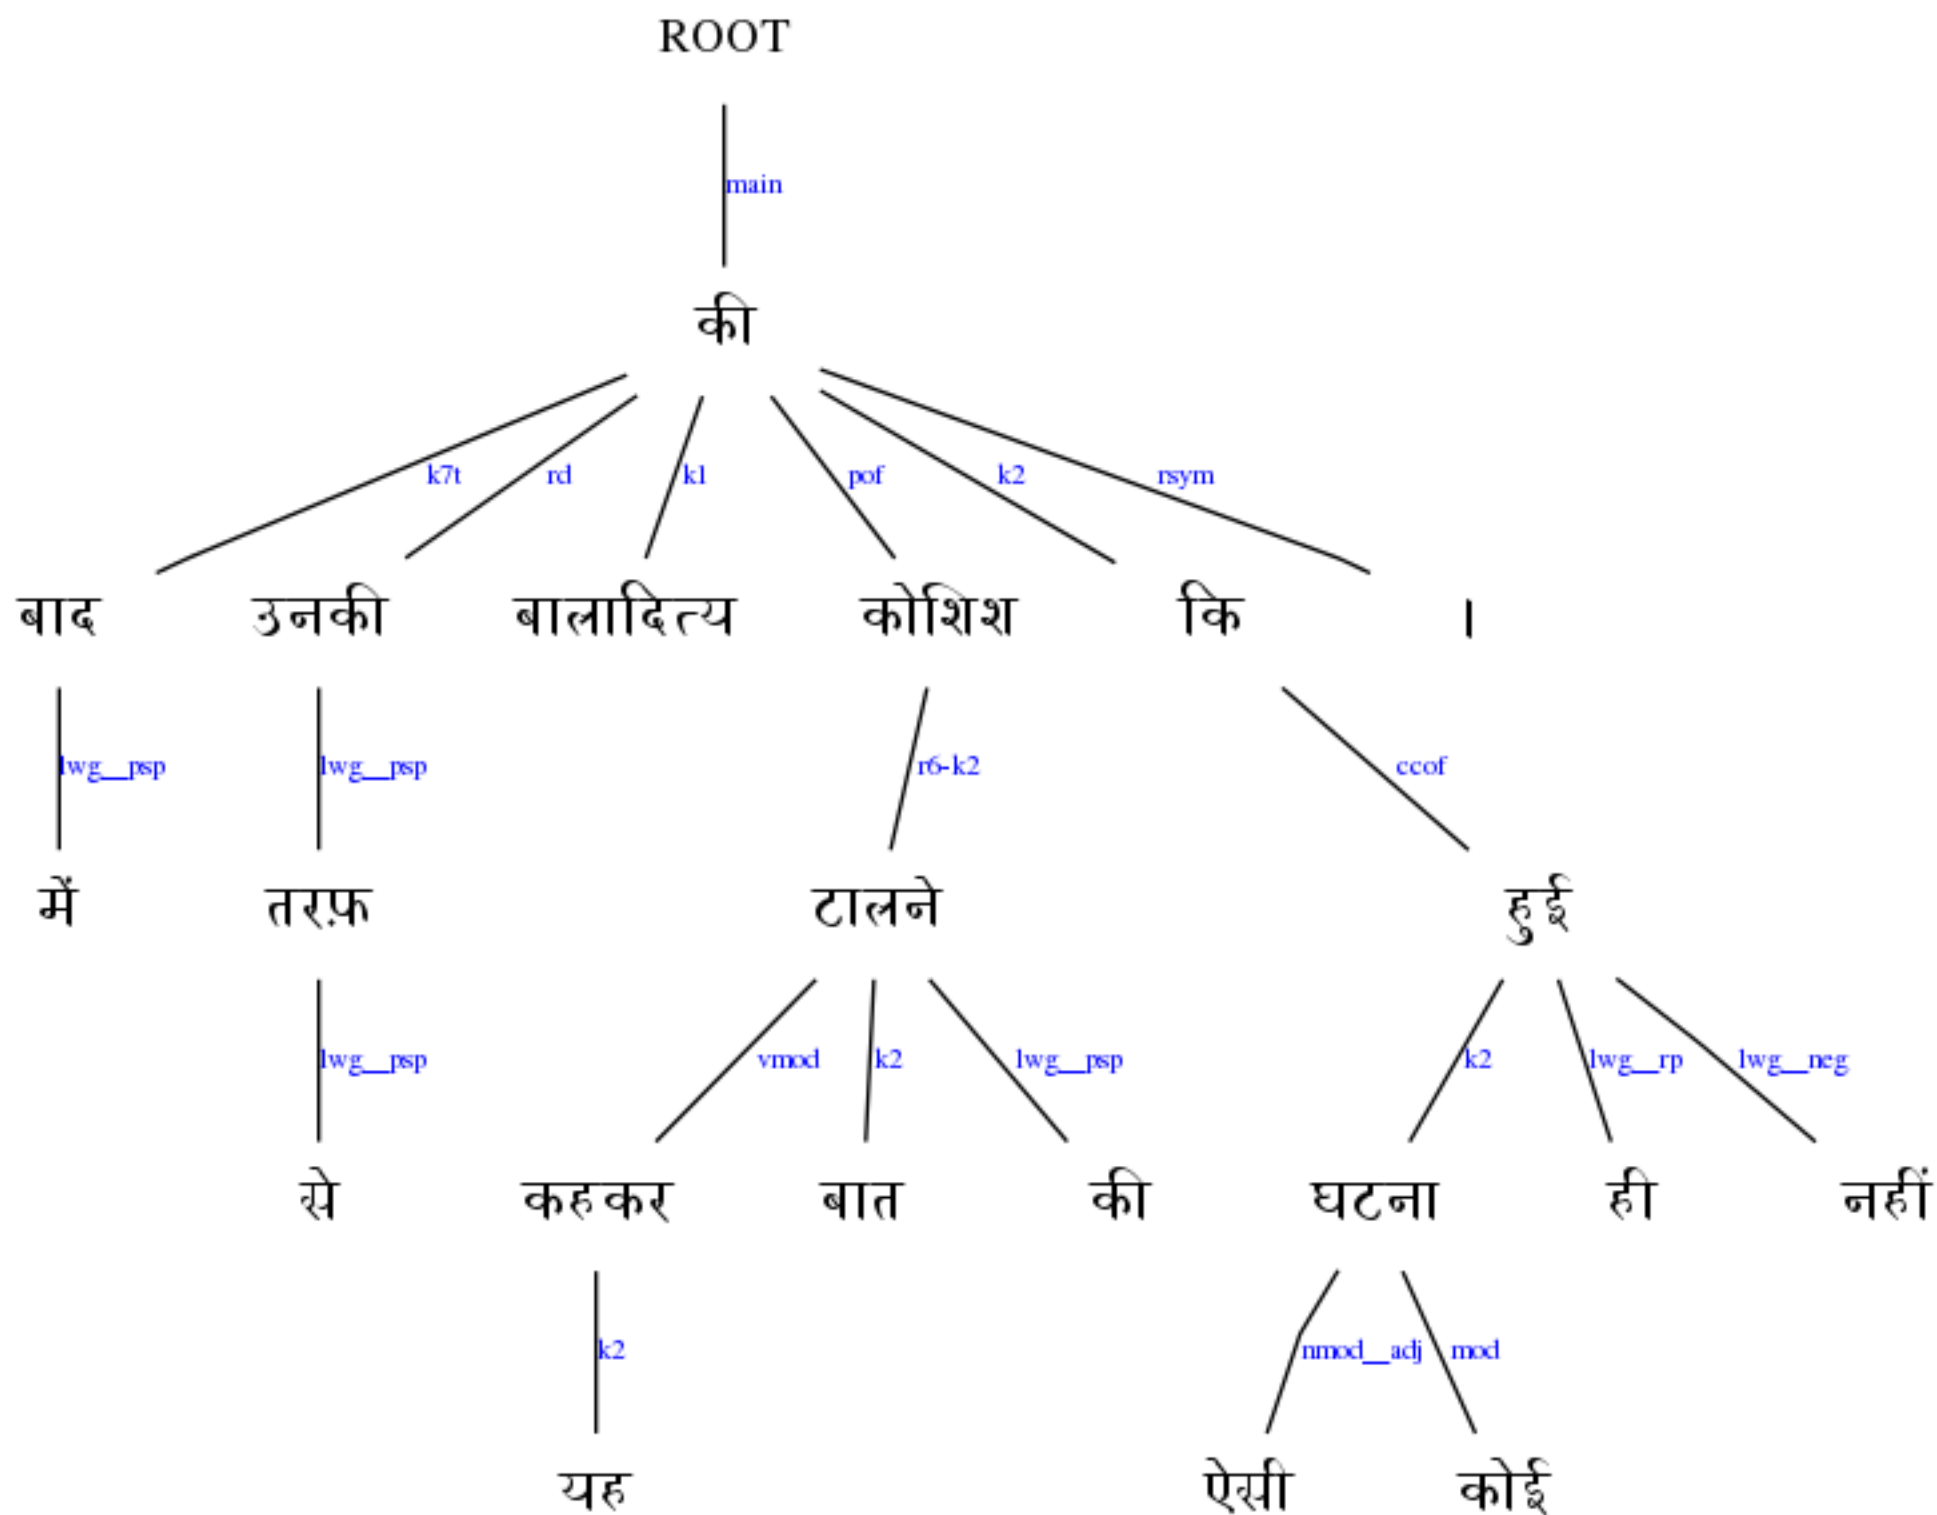 ROOT
main
की
k7t rd k1 pof k2 rsym
बाद उनकी बालादित्य कोशिश कि ।
lwg__psp lwg__psp r6-k2 ccof
में तरफ़ टालने हुई
lwg__psp vmod k2 lwg__psp k2 lwg__rp lwg__neg
से कहकर बात की घटना ही नहीं
k2 nmod__adj mod
यह ऐसी कोई